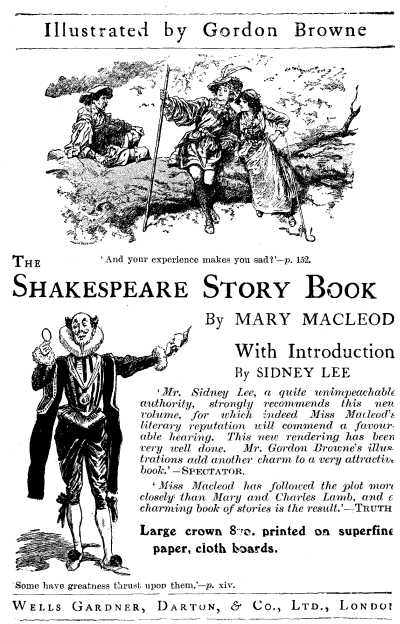 Illustrated by Gordon Browne
'And your experience makes you sad?'—p. 152.
THE
SHAKESPEARE STORY BOOK
By MARY MACLEOD
With Introduction
By SIDNEY LEE
'Mr. Sidney Lee, a quite unimpeachable
authority, strongly recommends this new
volume, for which indeed Miss Macleod's
literary reputation will commend a favour-
able hearing. This new rendering has been
very well done. Mr. Gordon Browne's illus-
trations add another charm to a very attractive
book.'—SPECTATOR.
'Miss Macleod has followed the plot more
closely than Mary and Charles Lamb, and a
charming book of stories is the result.'—TRUTH
Large crown 8vo. printed on superfine
paper, cloth boards.
'Some have greatness thrust upon them.'—p. xiv.
WELLS GARDNER, DARTON, & CO., LTD., LONDON